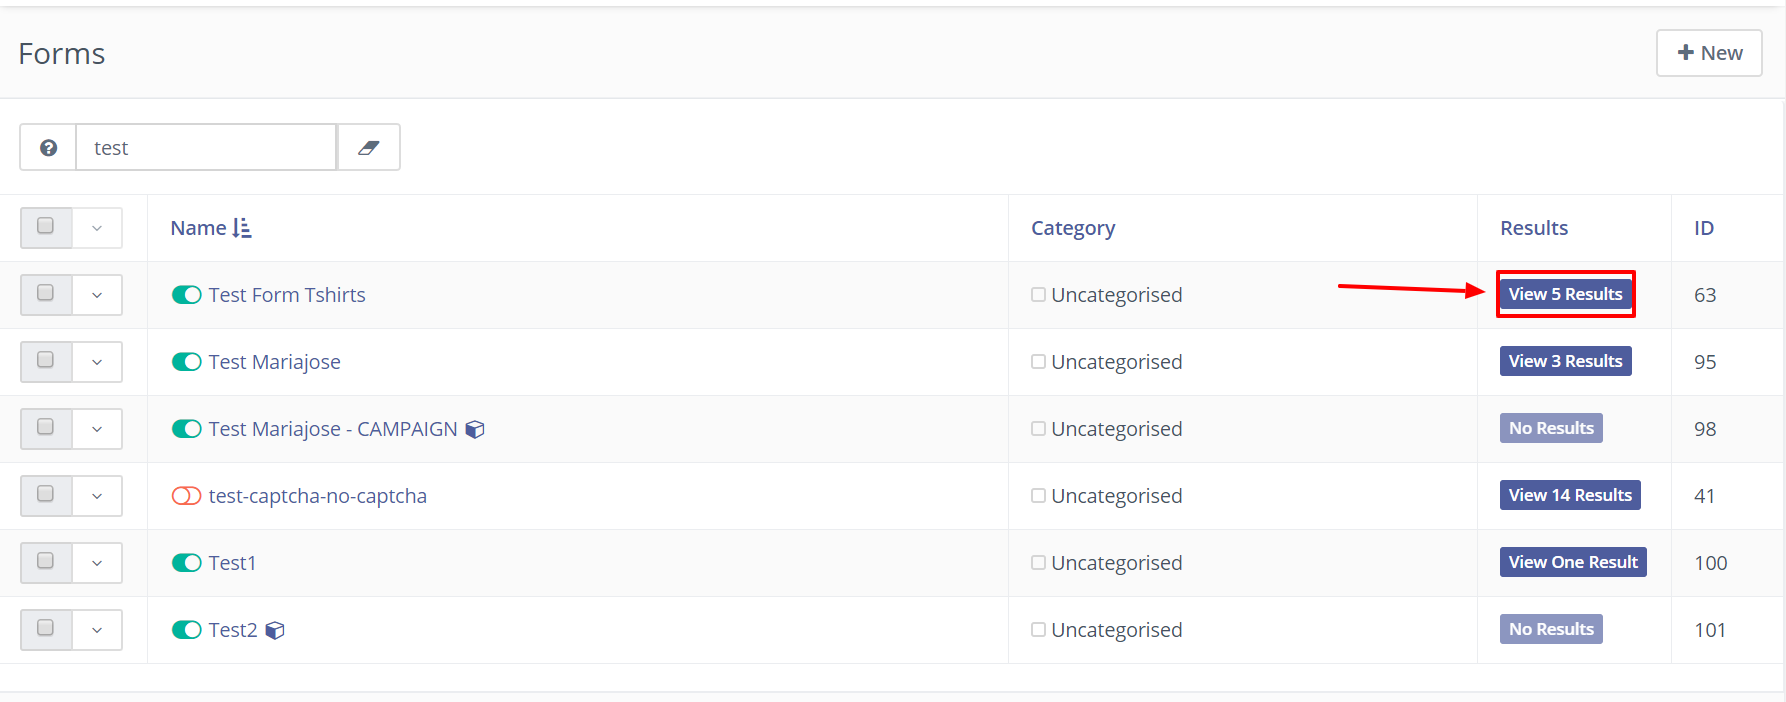 Forms
New
test
Name Category Results ID
Test Form Tshirts Uncategorised View 5 Results 63
Test Mariajose Uncategorised View 3 Results 95
Test Mariajose - CAMPAIGN Uncategorised No Results 98
test-captcha-no-captcha Uncategorised View 14 Results 41
Test1 Uncategorised View One Result 100
Test2 Uncategorised No Results 101